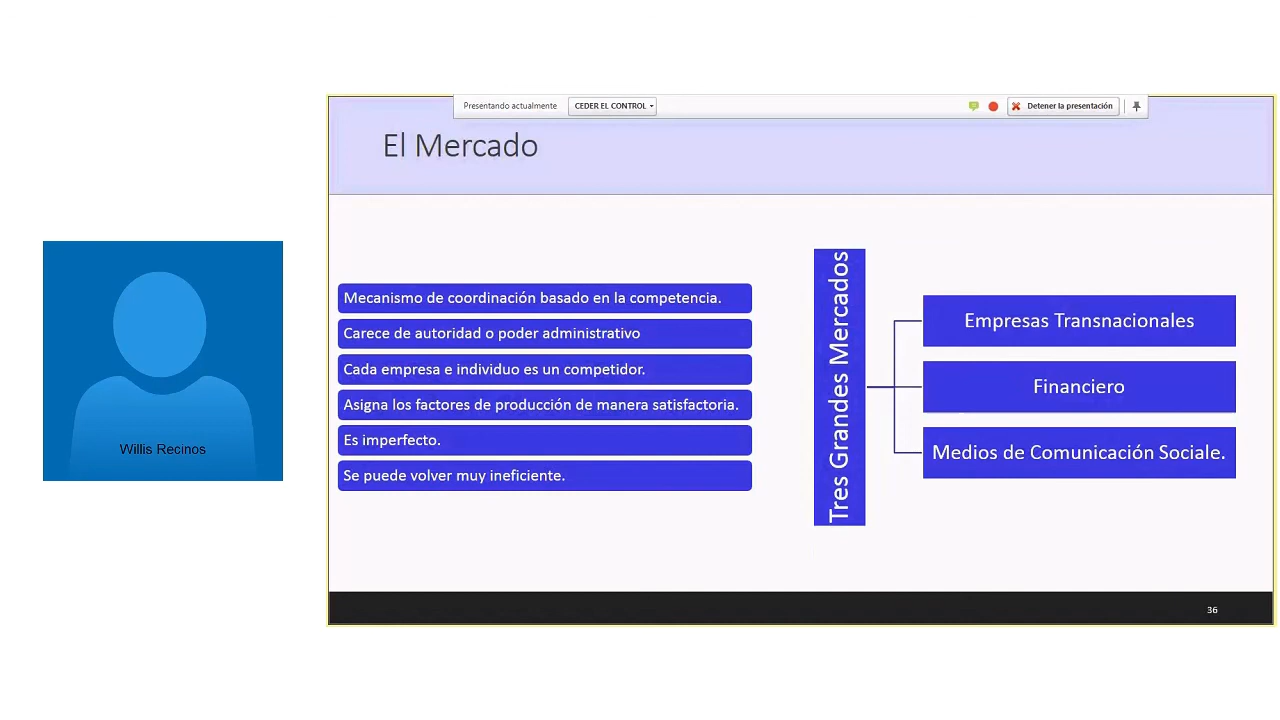 Presentando actualmente
CEDER EL CONTROL
Detener la presentación
El Mercado
Willis Recinos
Mecanismo de coordinación basado en la competencia.
Carece de autoridad o poder administrativo
Cada empresa e individuo es un competidor.
Asigna los factores de producción de manera satisfactoria.
Es imperfecto.
Se puede volver muy ineficiente.
Tres Grandes Mercados
Empresas Transnacionales
Financiero
Medios de Comunicación Sociale.
36